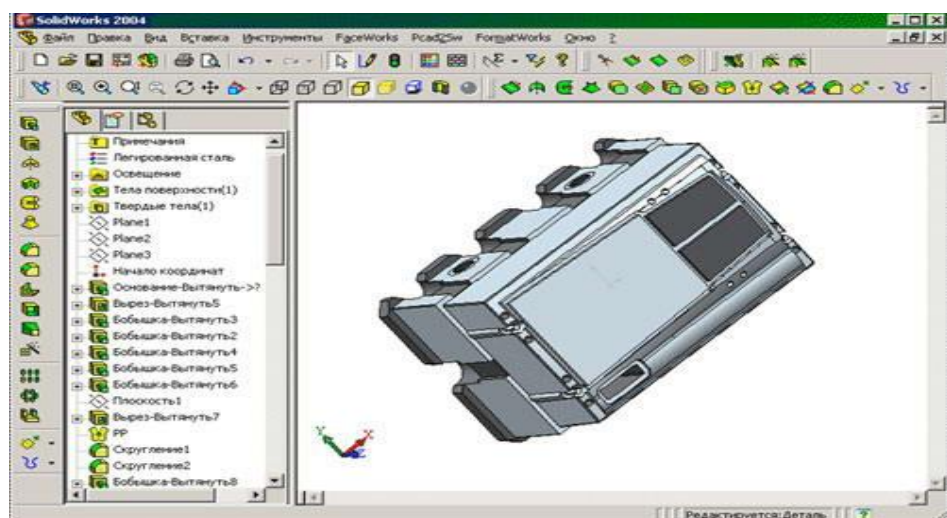 SolidWorks 2004
Файл Правка Вид Вставка Инструменты FaceWorks Pcad2Sw FormatWorks Окно ?
Примечания
Легированная сталь
Освещение
Тела поверхности(1)
Твердые тела(1)
Plane1
Plane2
Plane3
Начало координат
Основание-Вытянуть->?
Вырез-Вытянуть5
Бобышка-Вытянуть3
Бобышка-Вытянуть2
Бобышка-Вытянуть4
Бобышка-Вытянуть5
Бобышка-Вытянуть6
Плоскость1
Вырез-Вытянуть7
PP
Скругление1
Скругление2
Бобышка-Вытянуть8
Y X Z
Редактируется: Деталь ?